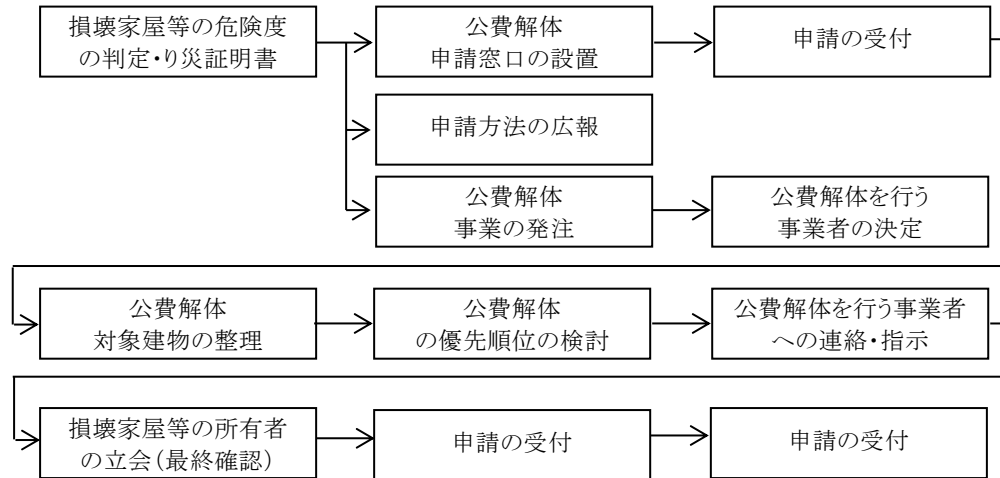 損壊家屋等の危険度
の判定・り災証明書
公費解体
申請窓口の設置
申請の受付
申請方法の広報
公費解体
事業の発注
公費解体を行う
事業者の決定
公費解体
対象建物の整理
公費解体
の優先順位の検討
公費解体を行う事業者
への連絡・指示
損壊家屋等の所有者
の立会（最終確認）
申請の受付
申請の受付